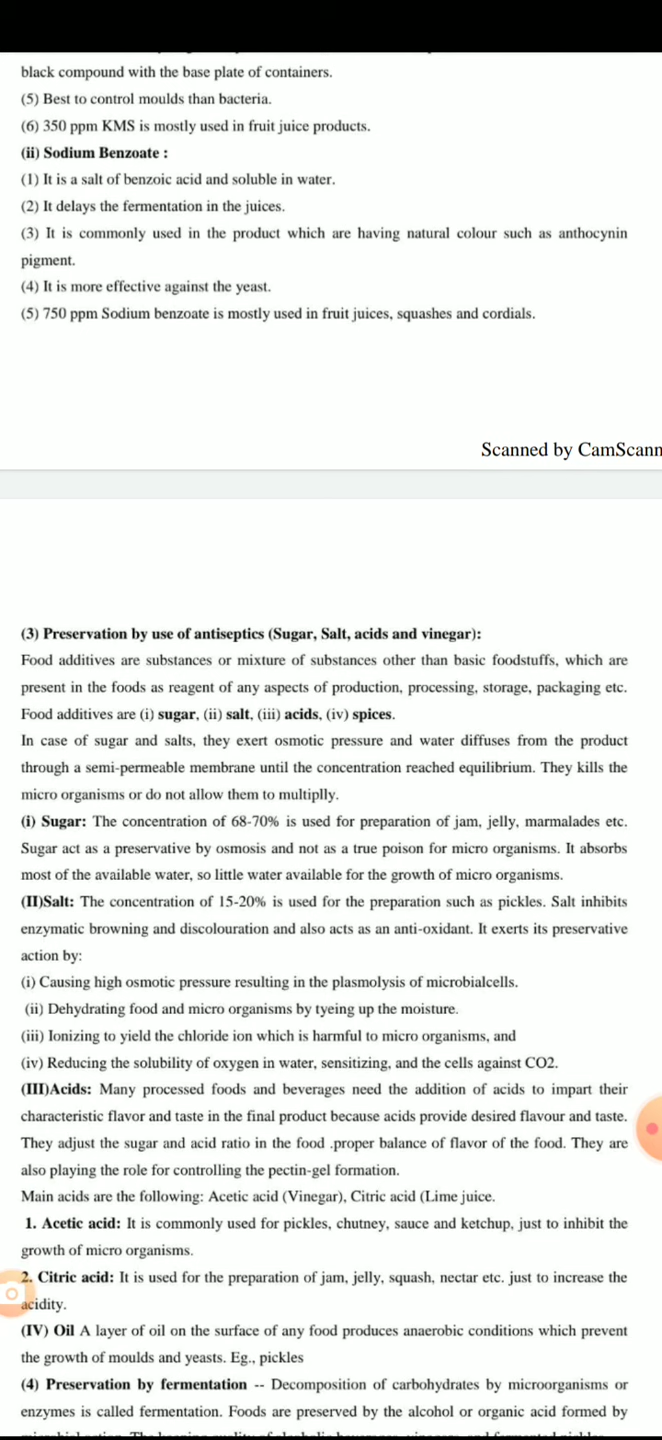 black compound with the base plate of containers.
(5) Best to control moulds than bacteria.
(6) 350 ppm KMS is mostly used in fruit juice products.
(ii) Sodium Benzoate :
(1) It is a salt of benzoic acid and soluble in water.
(2) It delays the fermentation in the juices.
(3) It is commonly used in the product which are having natural colour such as anthocynin
pigment.
(4) It is more effective against the yeast.
(5) 750 ppm Sodium benzoate is mostly used in fruit juices, squashes and cordials.
Scanned by CamScann
(3) Preservation by use of antiseptics (Sugar, Salt, acids and vinegar):
Food additives are substances or mixture of substances other than basic foodstuffs, which are
present in the foods as reagent of any aspects of production, processing, storage, packaging etc.
Food additives are (i) sugar, (ii) salt, (iii) acids, (iv) spices.
In case of sugar and salts, they exert osmotic pressure and water diffuses from the product
through a semi-permeable membrane until the concentration reached equilibrium. They kills the
micro organisms or do not allow them to multiplly.
(i) Sugar: The concentration of 68-70% is used for preparation of jam, jelly, marmalades etc.
Sugar act as a preservative by osmosis and not as a true poison for micro organisms. It absorbs
most of the available water, so little water available for the growth of micro organisms.
(II)Salt: The concentration of 15-20% is used for the preparation such as pickles. Salt inhibits
enzymatic browning and discolouration and also acts as an anti-oxidant. It exerts its preservative
action by:
(i) Causing high osmotic pressure resulting in the plasmolysis of microbialcells.
(ii) Dehydrating food and micro organisms by tyeing up the moisture.
(iii) Ionizing to yield the chloride ion which is harmful to micro organisms, and
(iv) Reducing the solubility of oxygen in water, sensitizing, and the cells against CO2.
(III)Acids: Many processed foods and beverages need the addition of acids to impart their
characteristic flavor and taste in the final product because acids provide desired flavour and taste.
They adjust the sugar and acid ratio in the food .proper balance of flavor of the food. They are
also playing the role for controlling the pectin-gel formation.
Main acids are the following: Acetic acid (Vinegar), Citric acid (Lime juice.
1. Acetic acid: It is commonly used for pickles, chutney, sauce and ketchup, just to inhibit the
growth of micro organisms.
2. Citric acid: It is used for the preparation of jam, jelly, squash, nectar etc. just to increase the
acidity.
(IV) Oil A layer of oil on the surface of any food produces anaerobic conditions which prevent
the growth of moulds and yeasts. Eg., pickles
(4) Preservation by fermentation -- Decomposition of carbohydrates by microorganisms or
enzymes is called fermentation. Foods are preserved by the alcohol or organic acid formed by